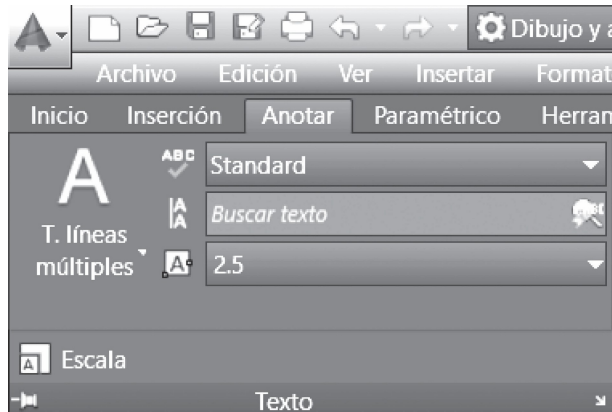 Dibujo y a
Archivo Edición Ver Insertar Format
Inicio Inserción Anotar Paramétrico Herran
A ABC Standard
A A Buscar texto
T. líneas múltiples A 2.5
A Escala
Texto